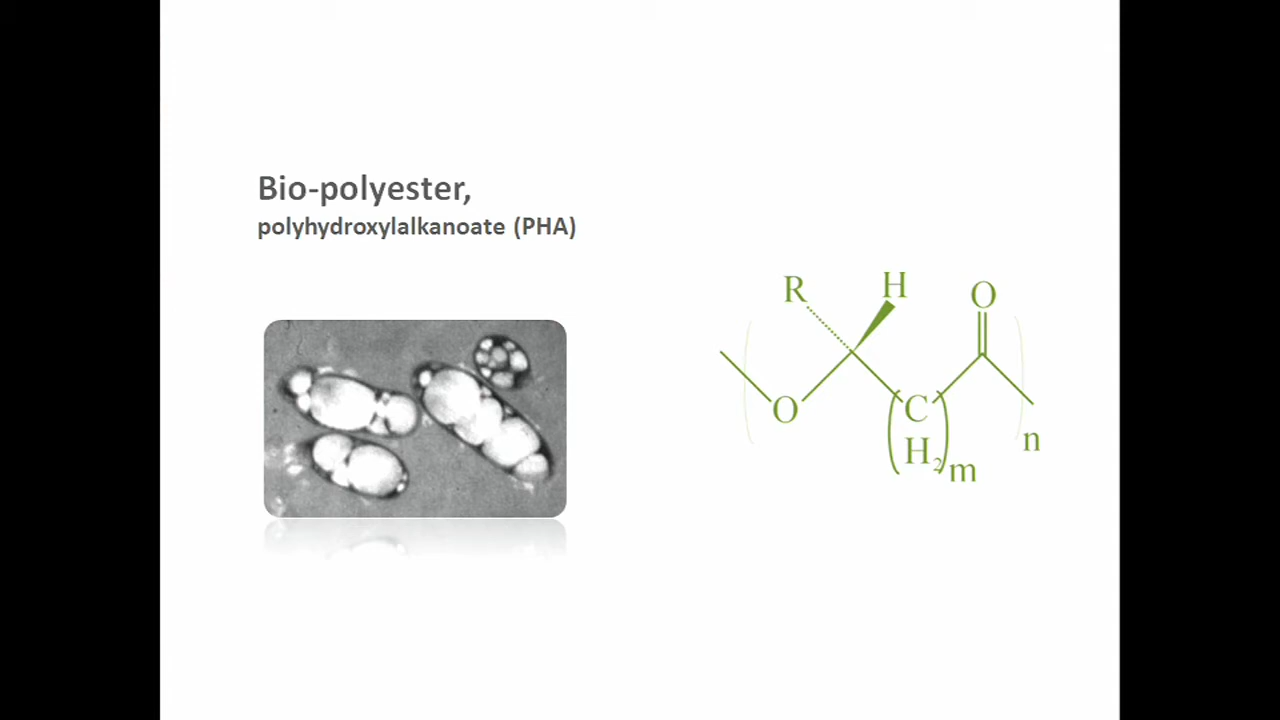 Bio-polyester,
polyhydroxylalkanoate (PHA)
R H O
O (C
H2)m n